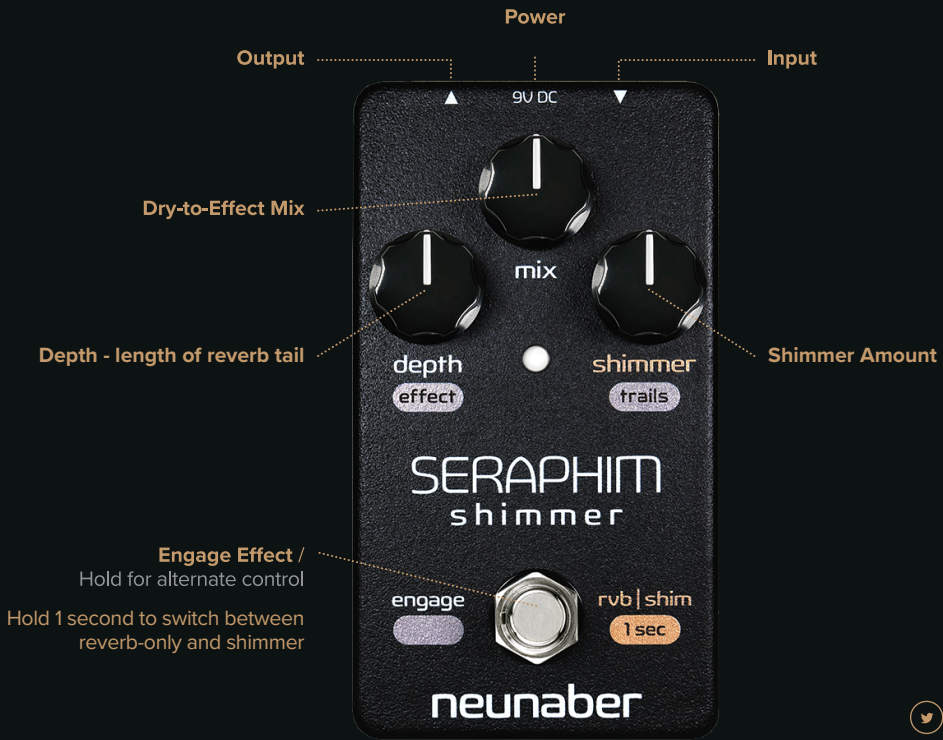 Power
Output
Input
9V DC
Dry-to-Effect Mix
mix
Depth - length of reverb tail
Shimmer Amount
depth
shimmer
effect
trails
SERAPHIM
shimmer
Engage Effect /
Hold for alternate control
Hold 1 second to switch between
reverb-only and shimmer
engage
rvb|shim
1 sec
neunaber